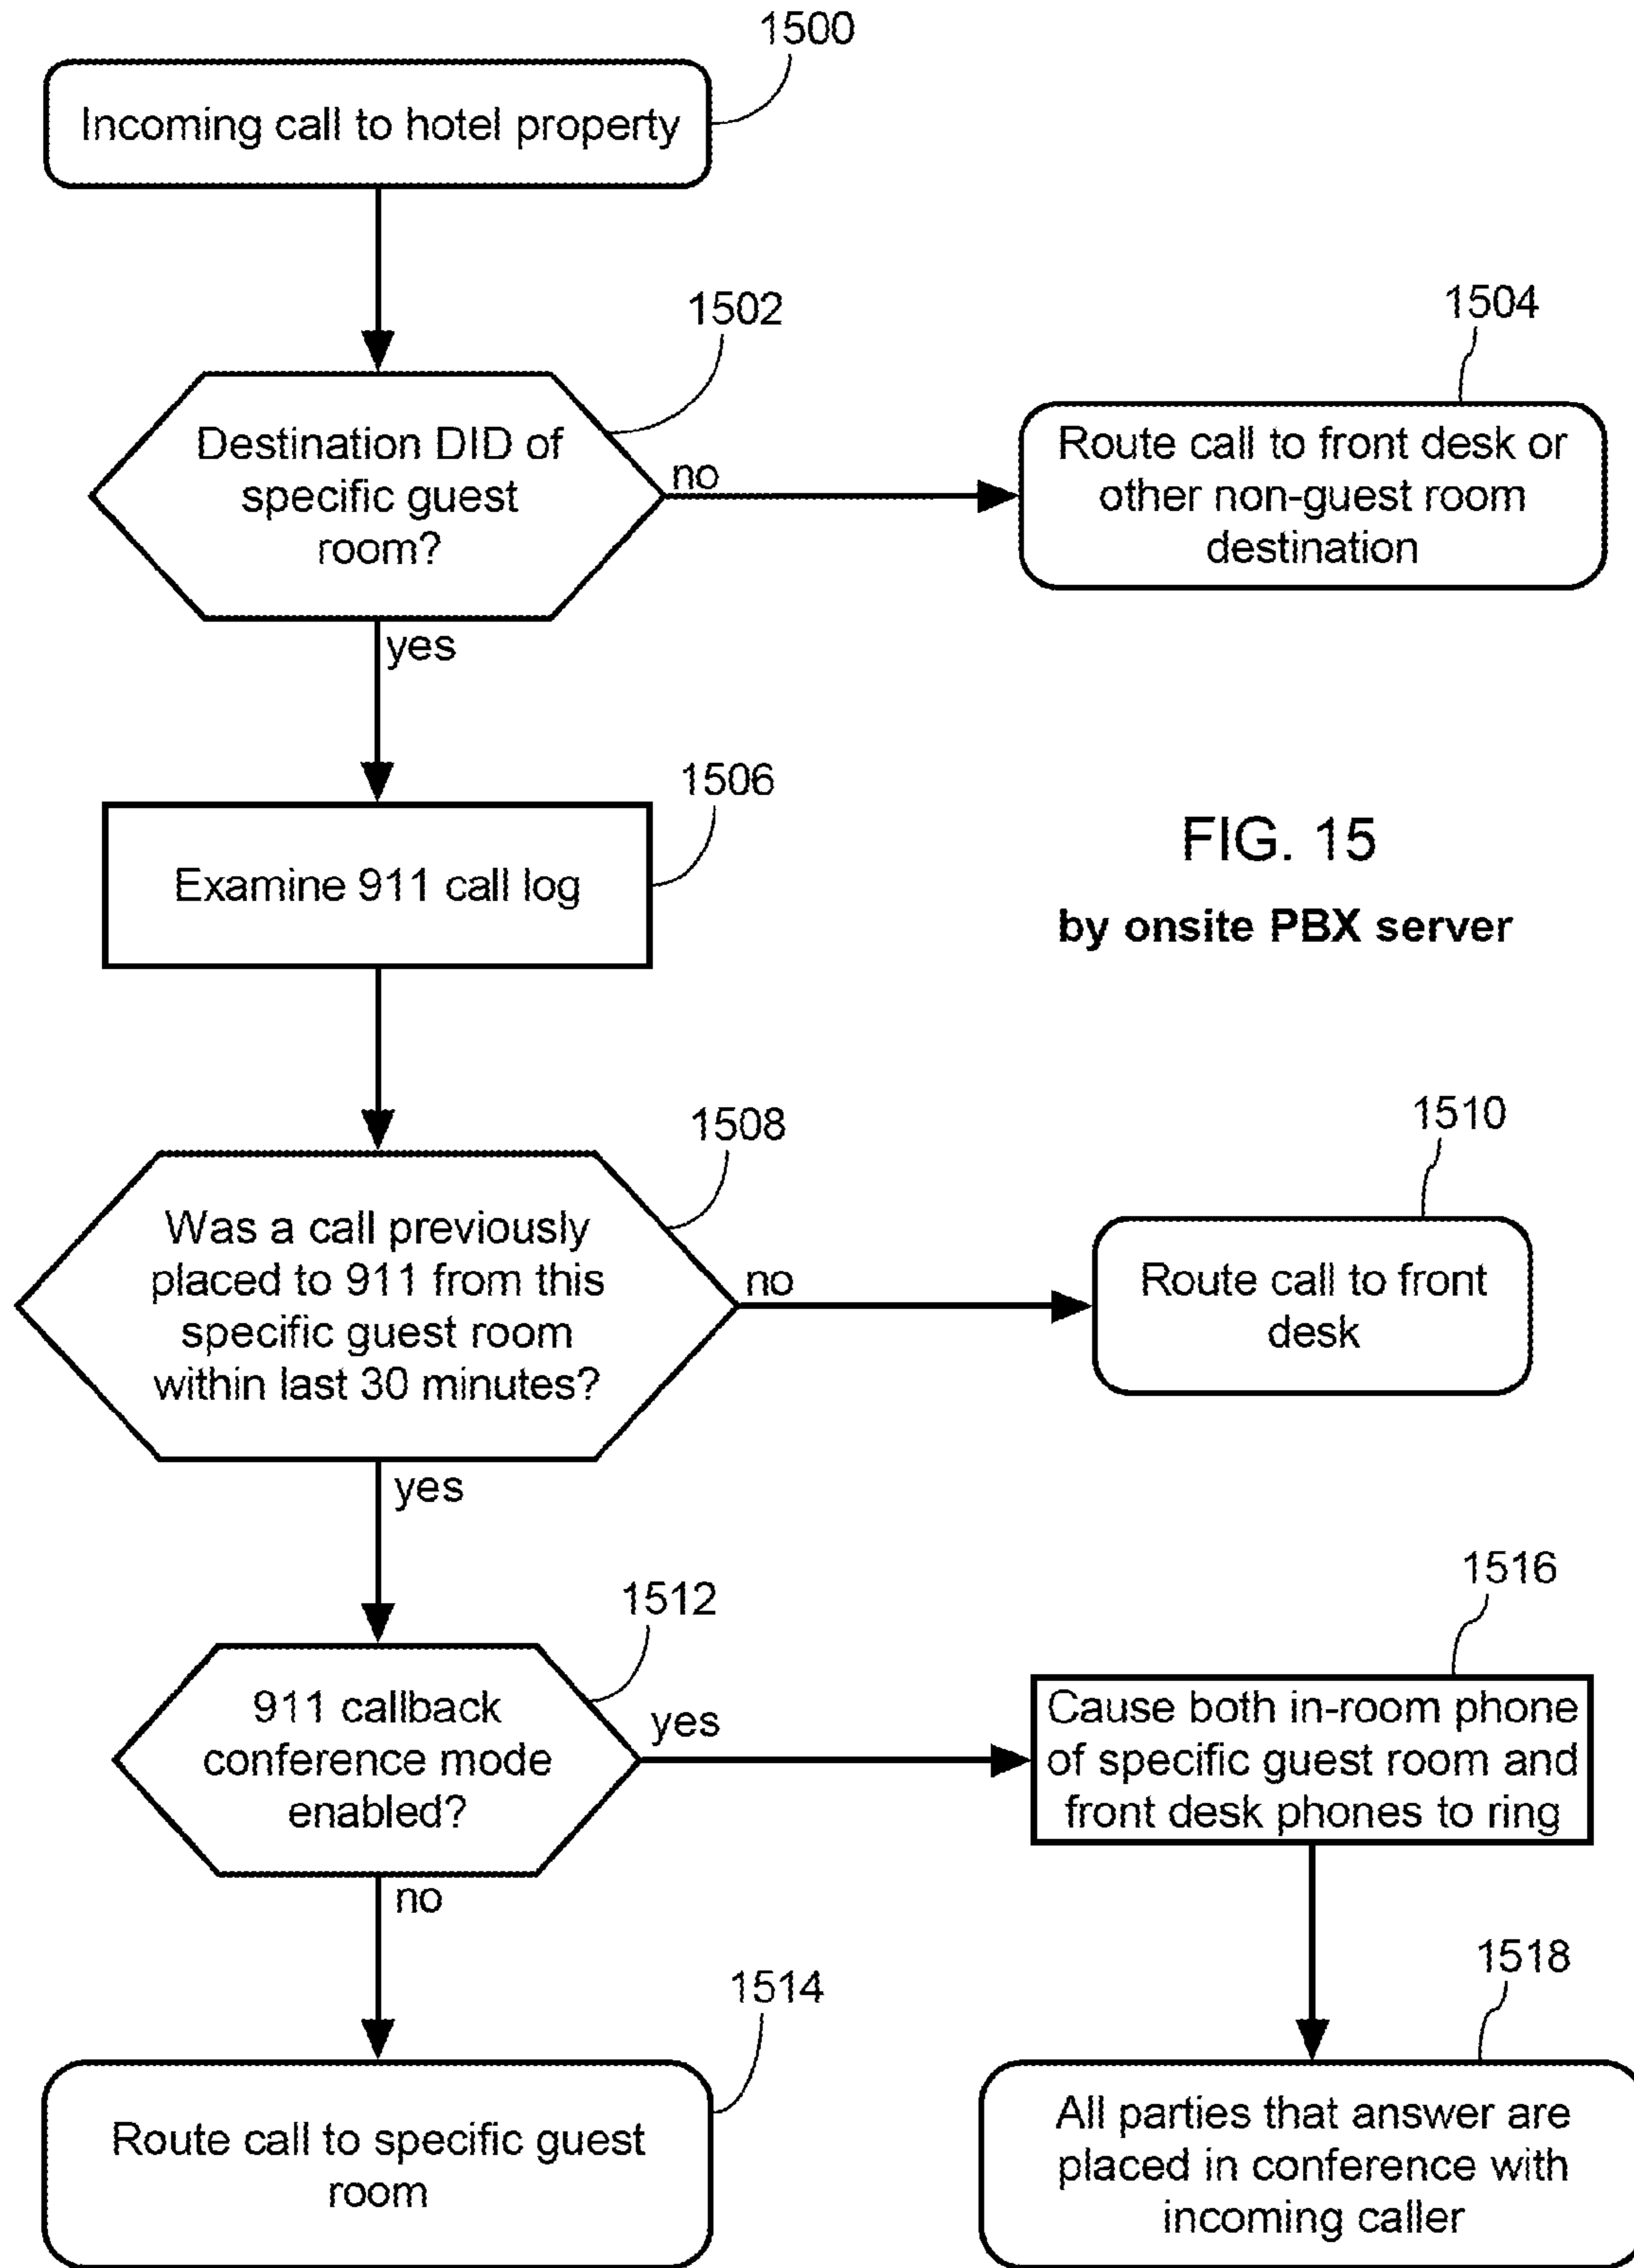 1500
Incoming call to hotel property
1502
1504
Destination DID of
specific guest
room?
no
Route call to front desk or
other non-guest room
destination
yes
1506
Examine 911 call log
FIG. 15
by onsite PBX server
1508
1510
Was a call previously
placed to 911 from this
specific guest room
within last 30 minutes?
no
Route call to front
desk
yes
1512
1516
911 callback
conference mode
enabled?
yes
Cause both in-room phone
of specific guest room and
front desk phones to ring
no
1514
1518
Route call to specific guest
room
All parties that answer are
placed in conference with
incoming caller